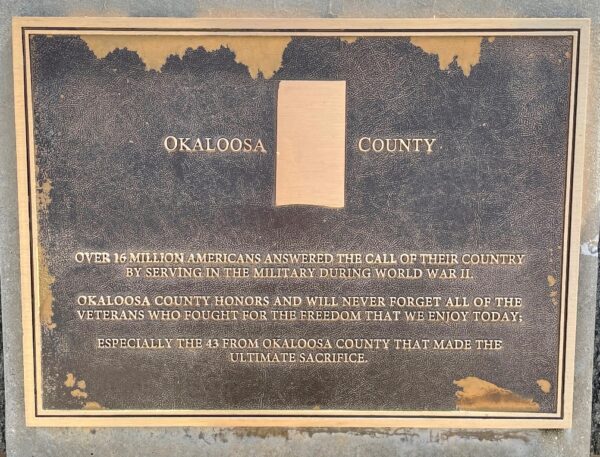 OKALOOSA COUNTY
OVER 16 MILLION AMERICANS ANSWERED THE CALL OF THEIR COUNTRY
BY SERVING IN THE MILITARY DURING WORLD WAR II.
OKALOOSA COUNTY HONORS AND WILL NEVER FORGET ALL OF THE
VETERANS WHO FOUGHT FOR THE FREEDOM THAT WE ENJOY TODAY;
ESPECIALLY THE 43 FROM OKALOOSA COUNTY THAT MADE THE
ULTIMATE SACRIFICE.